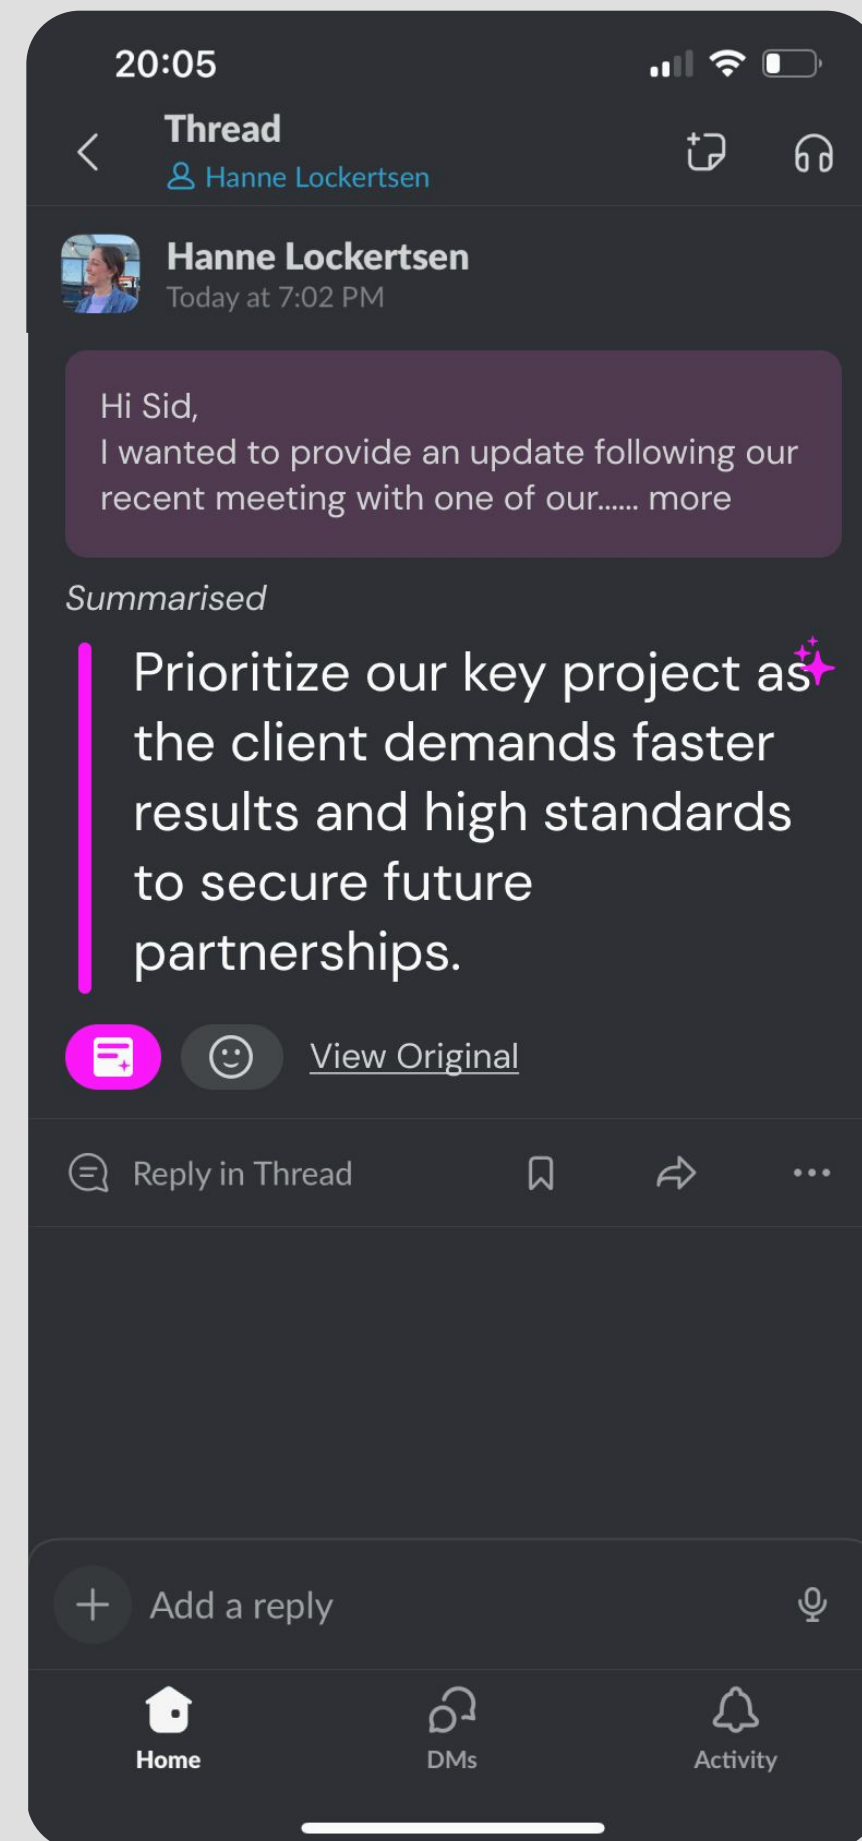 20:05
Thread
Hanne Lockertsen
Hanne Lockertsen
Today at 7:02 PM
Hi Sid,
I wanted to provide an update following our
recent meeting with one of our...... more
Summarised
Prioritize our key project as
the client demands faster
results and high standards
to secure future
partnerships.
View Original
Reply in Thread
Add a reply
Home
DMs
Activity